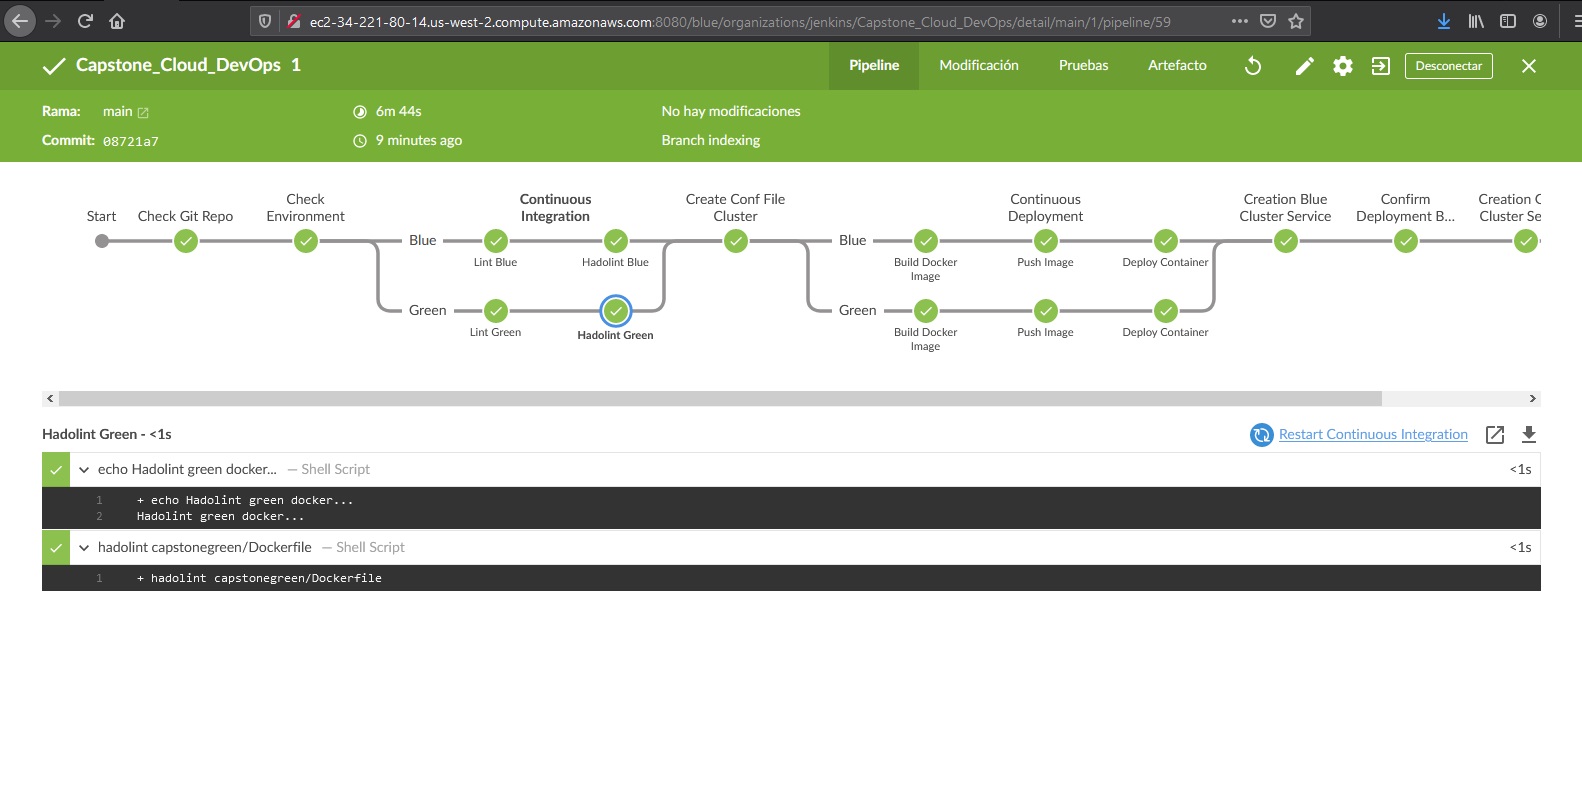 ec2-34-221-80-14.us-west-2.compute.amazonaws.com:8080/blue/organizations/jenkins/Capstone_Cloud_DevOps/detail/main/1/pipeline/59
Capstone_Cloud_DevOps 1
Pipeline
Modificación
Pruebas
Artefacto
Desconectar
Rama: main
6m 44s
No hay modificaciones
Commit: 08721a7
9 minutes ago
Branch indexing
Start
Check Git Repo
Check
Environment
Continuous
Integration
Create Conf File
Cluster
Continuous
Deployment
Creation Blue
Cluster Service
Confirm
Deployment B...
Creation G
Cluster Se
Blue
Lint Blue
Hadolint Blue
Green
Lint Green
Hadolint Green
Blue
Build Docker
Image
Push Image
Deploy Container
Green
Build Docker
Image
Push Image
Deploy Container
Hadolint Green - <1s
Restart Continuous Integration
echo Hadolint green docker... — Shell Script
<1s
1 + echo Hadolint green docker...
2 Hadolint green docker...
hadolint capstonegreen/Dockerfile — Shell Script
<1s
1 + hadolint capstonegreen/Dockerfile